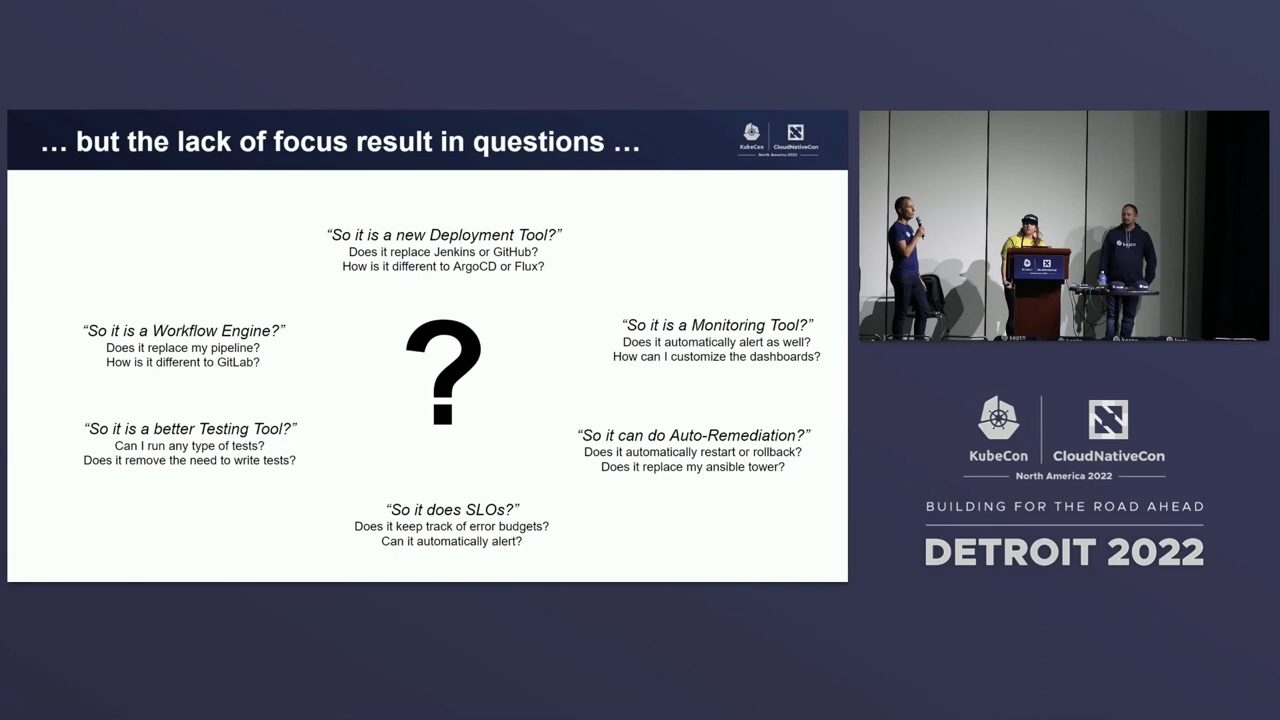 … but the lack of focus result in questions …
KubeCon
CloudNativeCon
North America 2022
“So it is a new Deployment Tool?”
Does it replace Jenkins or GitHub?
How is it different to ArgoCD or Flux?
“So it is a Workflow Engine?”
Does it replace my pipeline?
How is it different to GitLab?
?
“So it is a Monitoring Tool?”
Does it automatically alert as well?
How can I customize the dashboards?
“So it is a better Testing Tool?”
Can I run any type of tests?
Does it remove the need to write tests?
“So it can do Auto-Remediation?”
Does it automatically restart or rollback?
Does it replace my ansible tower?
“So it does SLOs?”
Does it keep track of error budgets?
Can it automatically alert?
keptn
keptn
KubeCon
CloudNativeCon
North America 2022
BUILDING FOR THE ROAD AHEAD
DETROIT 2022